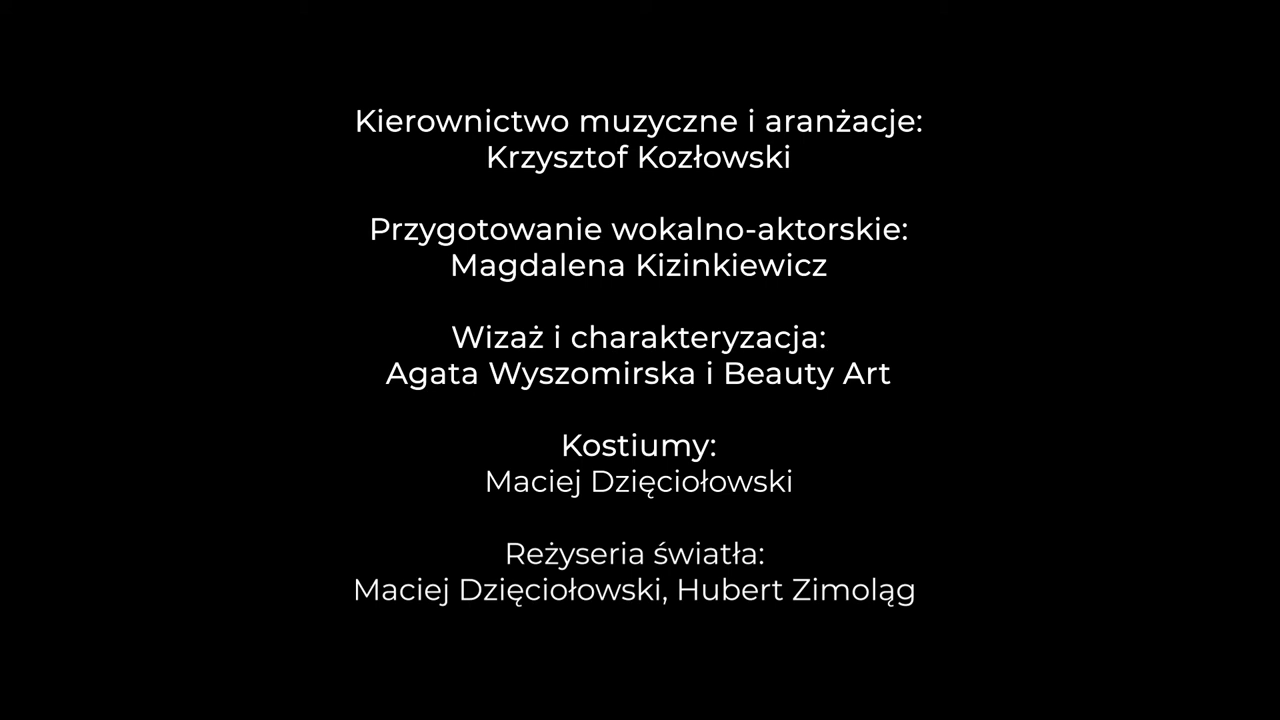 Kierownictwo muzyczne i aranżacje:
Krzysztof Kozłowski
Przygotowanie wokalno-aktorskie:
Magdalena Kizinkiewicz
Wizaż i charakteryzacja:
Agata Wyszomirska i Beauty Art
Kostiumy:
Maciej Dzięciołowski
Reżyseria światła:
Maciej Dzięciołowski, Hubert Zimoląg